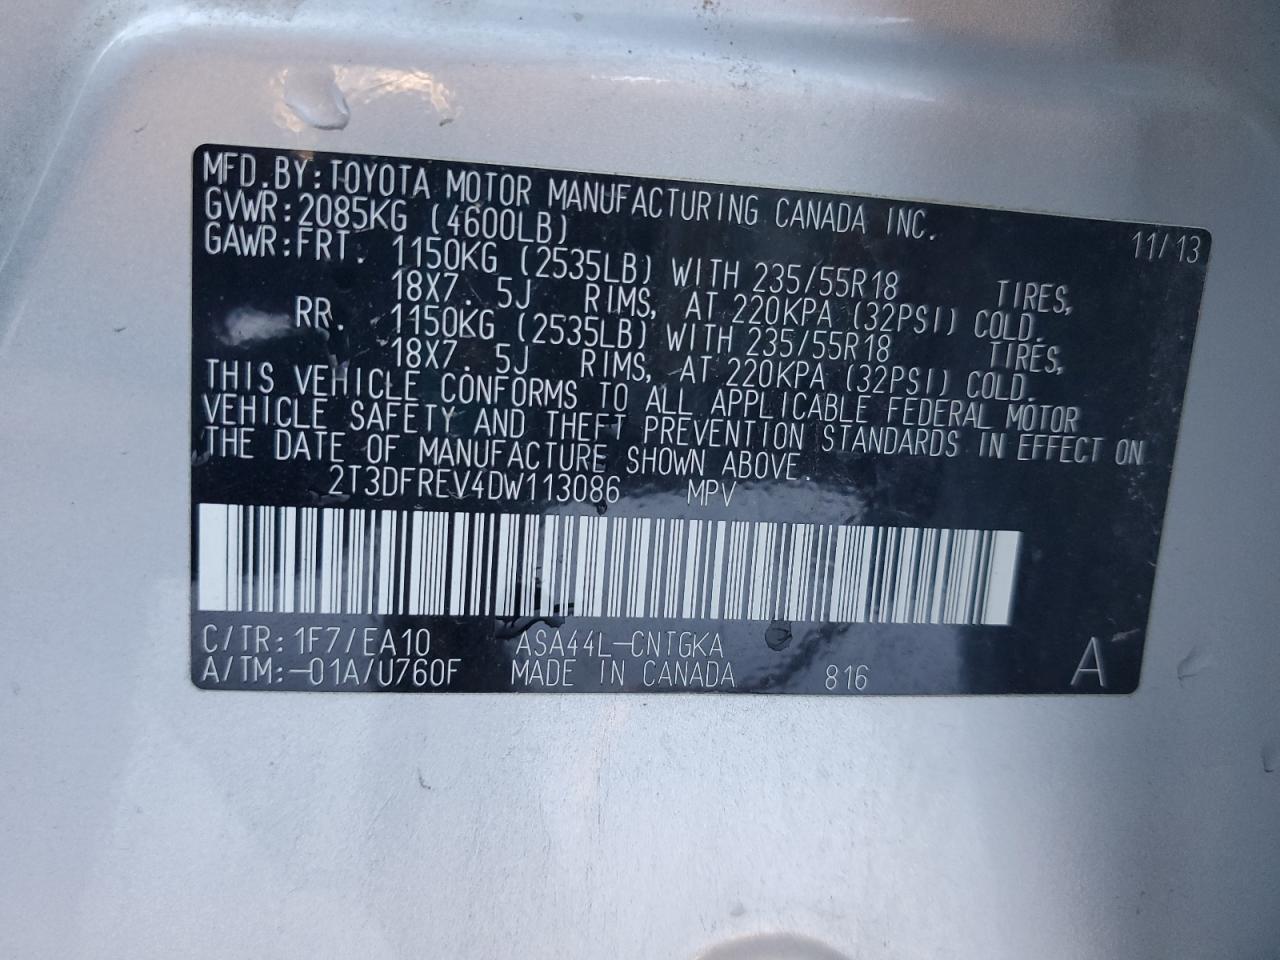 MFD.BY:TOYOTA MOTOR MANUFACTURING CANADA INC.
GVWR:2085KG (4600LB) 11/13
GAWR:FRT. 1150KG (2535LB) WITH 235/55R18 TIRES,
18X7.5J RIMS, AT 220KPA (32PSI) COLD.
RR. 1150KG (2535LB) WITH 235/55R18 TIRES,
18X7.5J RIMS, AT 220KPA (32PSI) COLD.
THIS VEHICLE CONFORMS TO ALL APPLICABLE FEDERAL MOTOR
VEHICLE SAFETY AND THEFT PREVENTION STANDARDS IN EFFECT ON
THE DATE OF MANUFACTURE SHOWN ABOVE.
2T3DFREV4DW113086 MPV
C/TR:1F7/EA10 ASA44L-CNTGKA
A/TM:-01A/U760F MADE IN CANADA 816 A